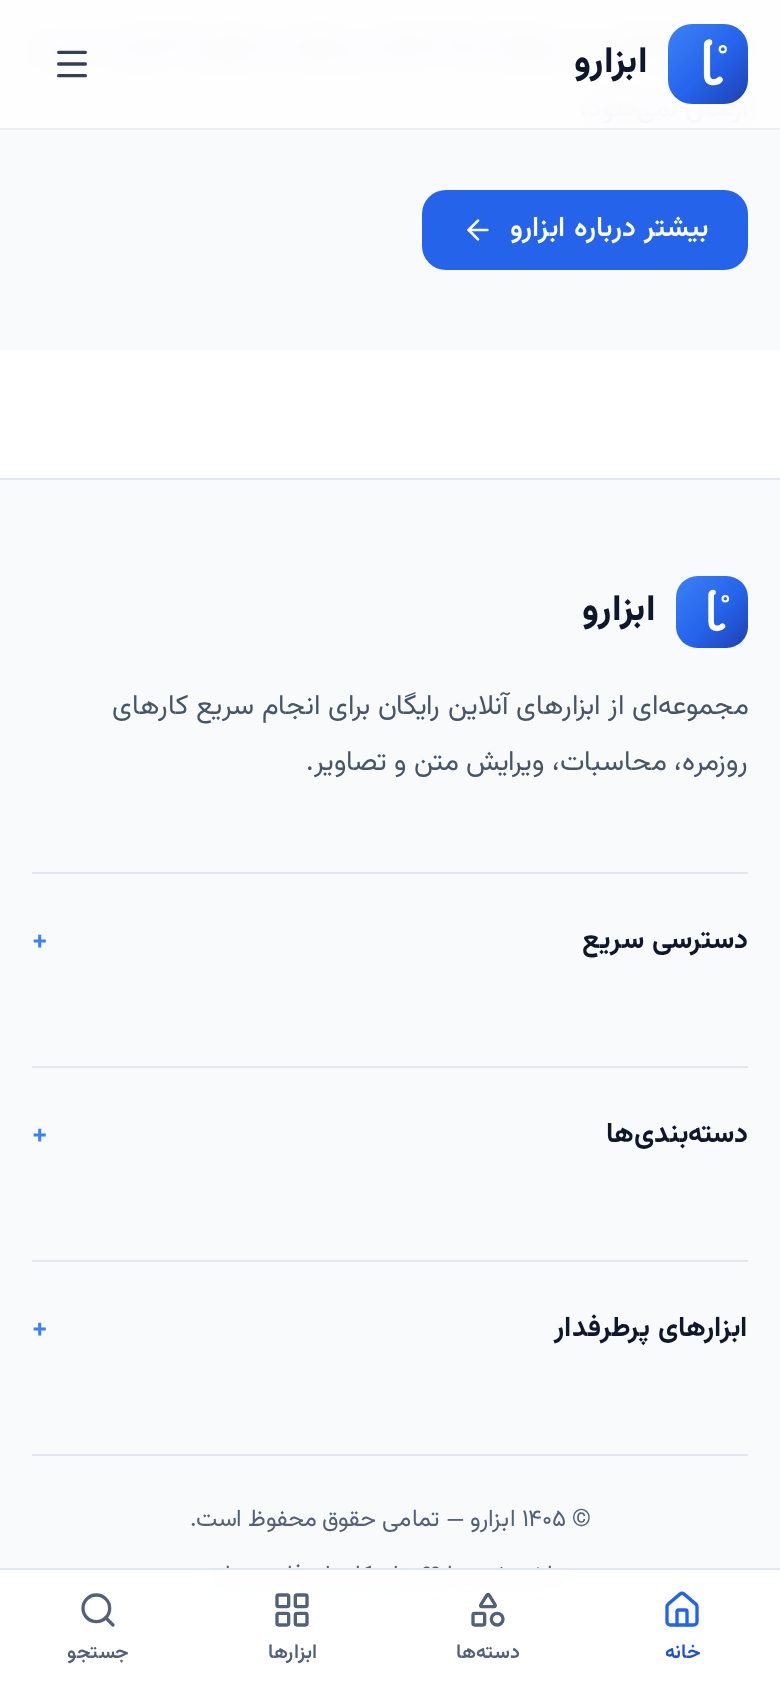 ابزارو
بیشتر درباره ابزارو
ابزارو
مجموعه‌ای از ابزارهای آنلاین رایگان برای انجام سریع کارهای
روزمره، محاسبات، ویرایش متن و تصاویر.
دسترسی سریع +
دسته‌بندی‌ها +
ابزارهای پرطرفدار +
© ۱۴۰۵ ابزارو — تمامی حقوق محفوظ است.
خانه دسته‌ها ابزارها جستجو